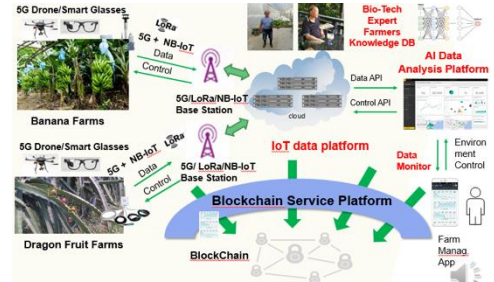 5G Drone/Smart Glasses
LoRa
5G + NB-IoT
Data
Control
Banana Farms
5G/LoRa/NB-IoT
Base Station
Bio-Tech
Expert
Farmers
Knowledge DB
AI Data
Analysis Platform
Data API
Control API
cloud
5G Drone/Smart Glasses
5G + NB-IoT
LoRa
Data
Control
Dragon Fruit Farms
5G/ LoRa/NB-IoT
Base Station
IoT data platform
Data
Monitor
Environ
ment
Control
Blockchain Service Platform
BlockChain
Farm
Manag.
App